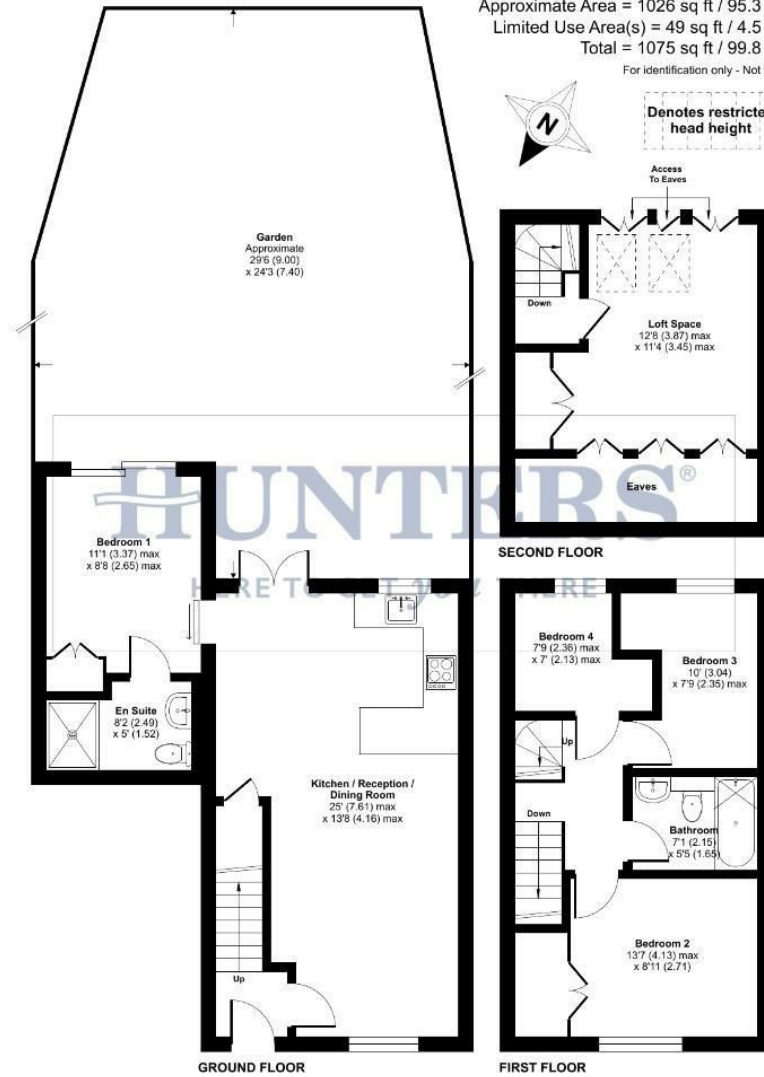 Approximate Area = 1026 sq ft / 95.3
Limited Use Area(s) = 49 sq ft / 4.5
Total = 1075 sq ft / 99.8
For identification only - Not
N
Denotes restricte
head height
Access
To Eaves
Garden
Approximate
29'6 (9.00)
x 24'3 (7.40)
Down
Loft Space
12'8 (3.87) max
x 11'4 (3.45) max
Eaves
SECOND FLOOR
HUNTERS®
HERE TO GET you THERE
Bedroom 1
11'1 (3.37) max
x 8'8 (2.65) max
En Suite
8'2 (2.49)
x 5' (1.52)
Kitchen / Reception /
Dining Room
25' (7.61) max
x 13'8 (4.16) max
Up
GROUND FLOOR
Bedroom 4
7'9 (2.36) max
x 7' (2.13) max
Bedroom 3
10' (3.04)
x 7'9 (2.35) max
Up
Down
Bathroom
7'1 (2.15)
x 5'5 (1.65)
Bedroom 2
13'7 (4.13) max
x 8'11 (2.71)
FIRST FLOOR